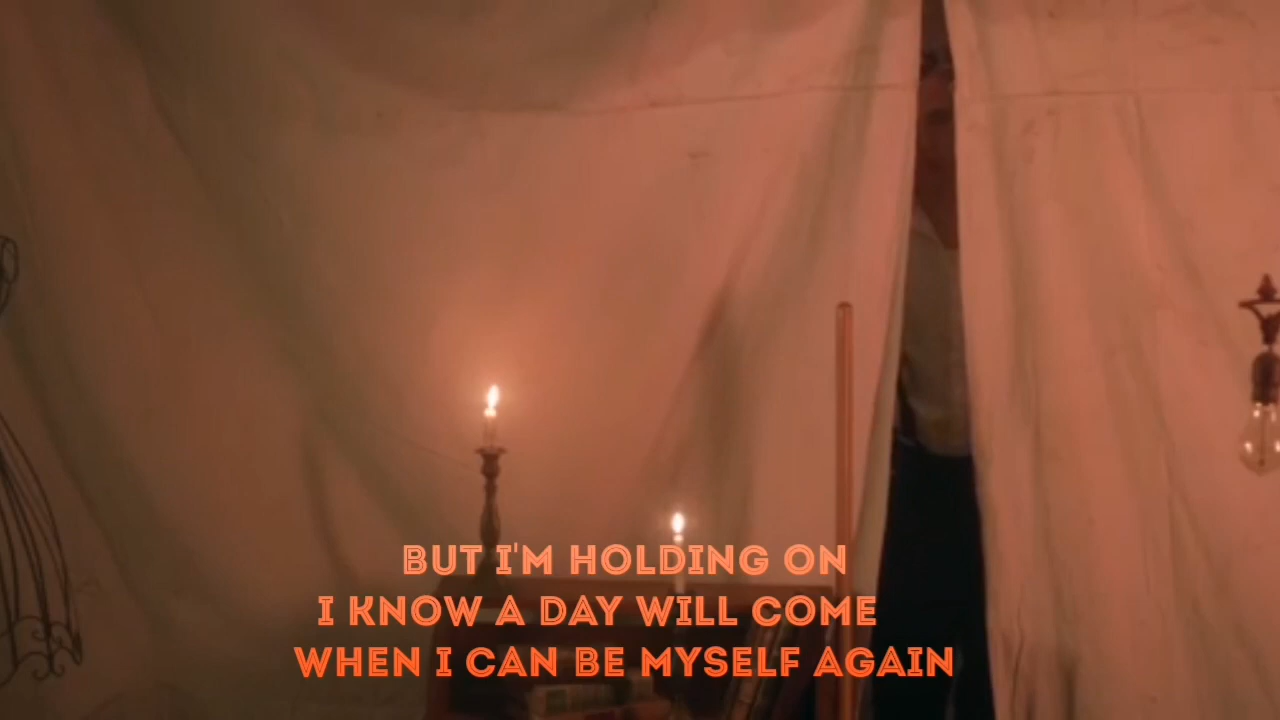 BUT I'M HOLDING ON
I KNOW A DAY WILL COME
WHEN I CAN BE MYSELF AGAIN